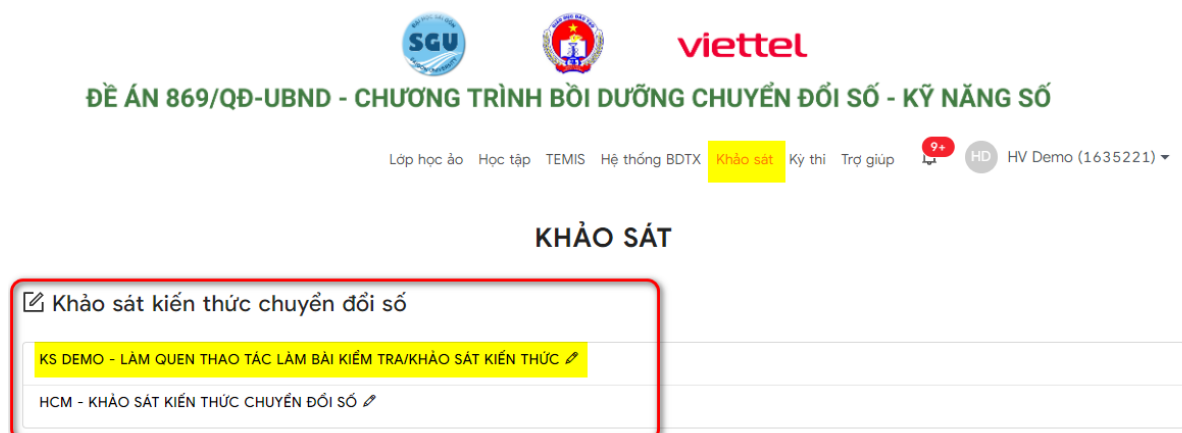 SGU
viettel
ĐỀ ÁN 869/QĐ-UBND - CHƯƠNG TRÌNH BỒI DƯỠNG CHUYỂN ĐỔI SỐ - KỸ NĂNG SỐ
Lớp học ảo Học tập TEMIS Hệ thống BDTX Khảo sát Kỳ thi Trợ giúp 9+ HD HV Demo (1635221)
KHẢO SÁT
Khảo sát kiến thức chuyển đổi số
KS DEMO - LÀM QUEN THAO TÁC LÀM BÀI KIỂM TRA/KHẢO SÁT KIẾN THỨC
HCM - KHẢO SÁT KIẾN THỨC CHUYỂN ĐỔI SỐ